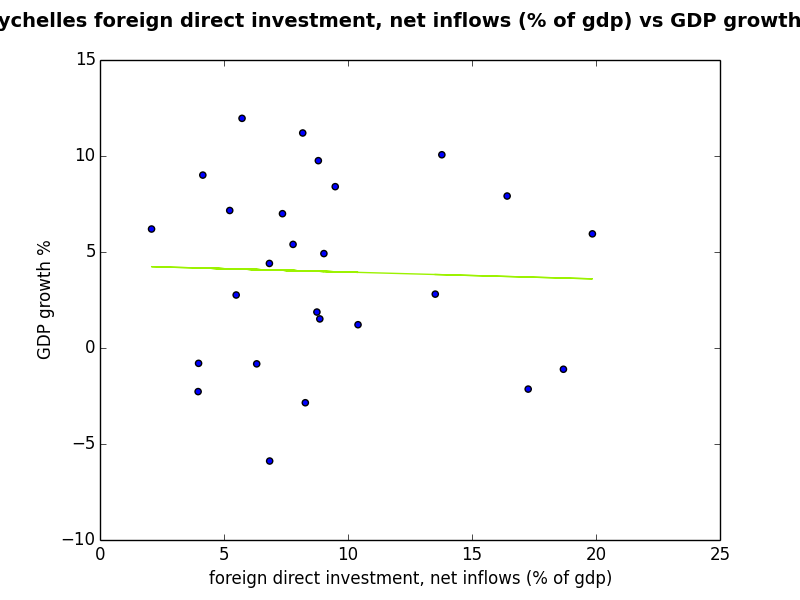 ychelles foreign direct investment, net inflows (% of gdp) vs GDP growth
15
10
5
0
−5
−10
GDP growth %
0 5 10 15 20 25
foreign direct investment, net inflows (% of gdp)